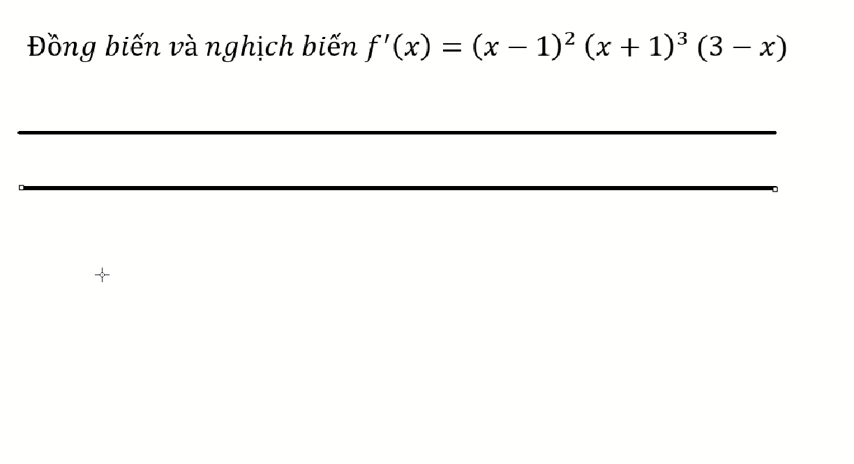 Đồng biến và nghịch biến f′(x) = (x − 1)² (x + 1)³ (3 − x)